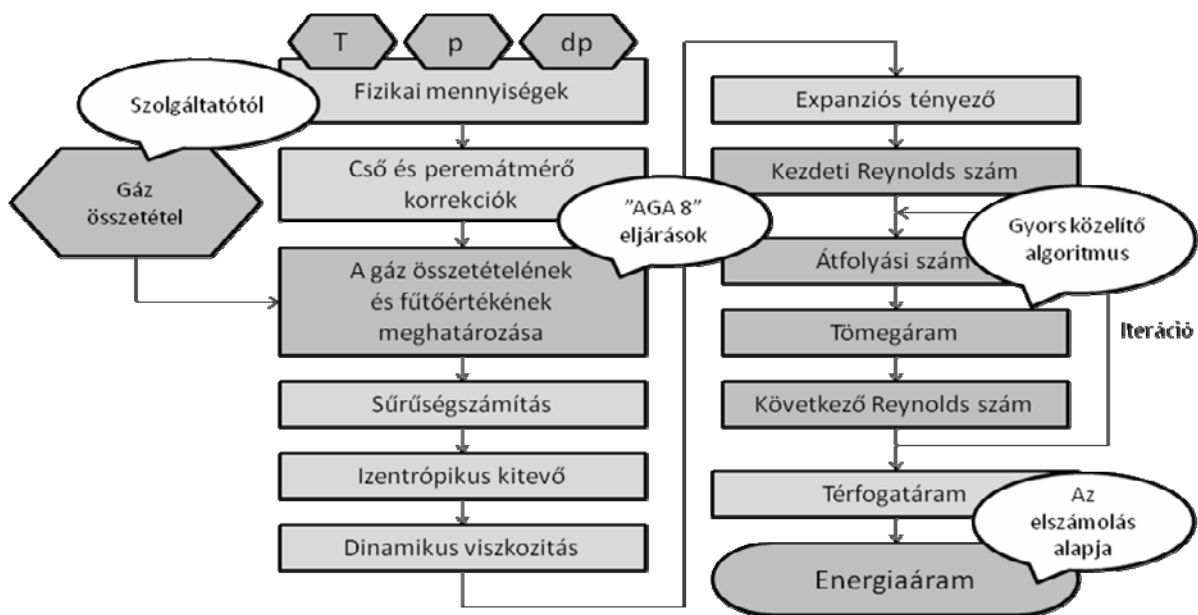 T
p
dp
Fizikai mennyiségek
Szolgáltatótól
Gáz
összetétel
Cső és peremátmérő
korrekciók
"AGA 8"
eljárások
A gáz összetételének
és fűtőértékének
meghatározása
Sűrűségszámítás
Izentrópikus kitevő
Dinamikus viszkozitás
Expanziós tényező
Kezdeti Reynolds szám
Gyors közelítő
algoritmus
Átfolyási szám
Tömegáram
Iteráció
Következő Reynolds szám
Térfogatáram
Az
elszámolás
alapja
Energiaáram